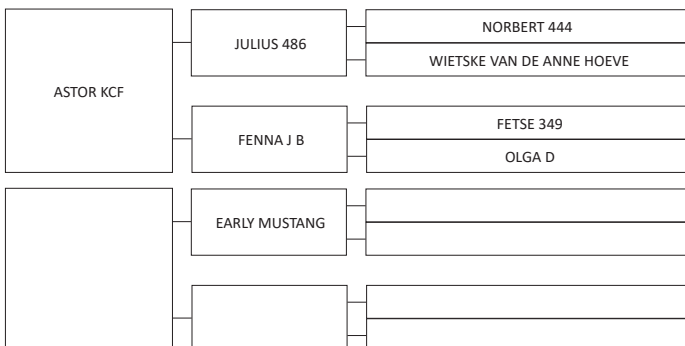 ASTOR KCF
JULIUS 486
NORBERT 444
WIETSKE VAN DE ANNE HOEVE
FENNA J B
FETSE 349
OLGA D
EARLY MUSTANG